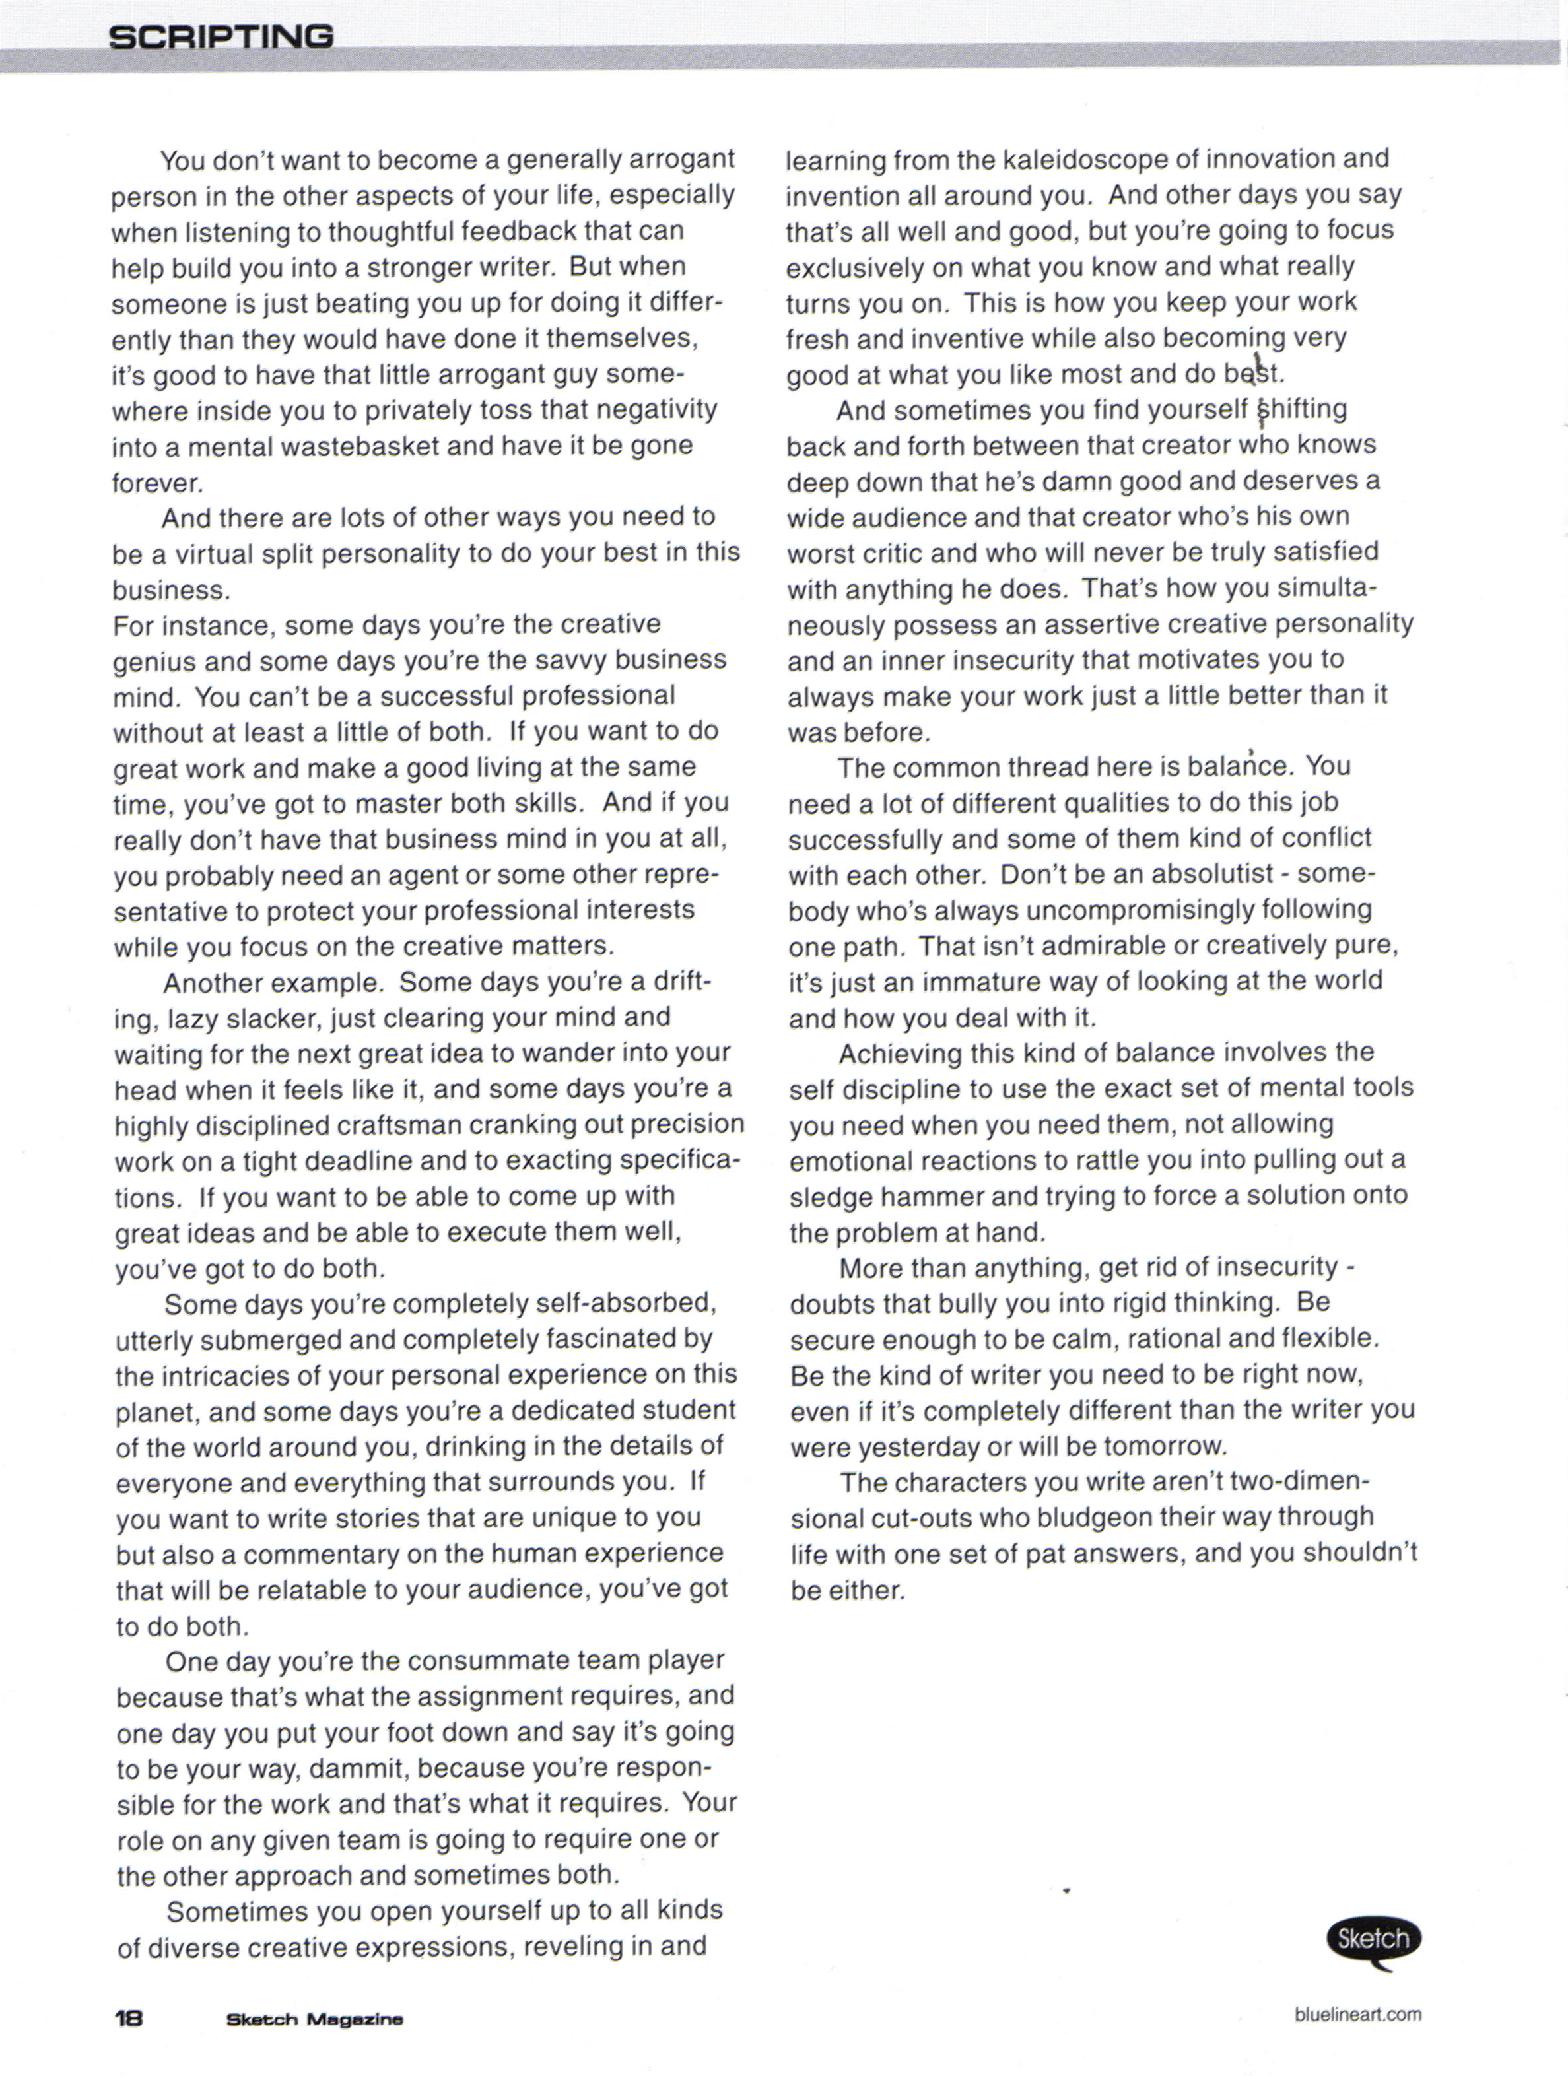 SCRIPTING
You don't want to become a generally arrogant
person in the other aspects of your life, especially
when listening to thoughtful feedback that can
help build you into a stronger writer.  But when
someone is just beating you up for doing it differ-
ently than they would have done it themselves,
it's good to have that little arrogant guy some-
where inside you to privately toss that negativity
into a mental wastebasket and have it be gone
forever.
And there are lots of other ways you need to
be a virtual split personality to do your best in this
business.
For instance, some days you're the creative
genius and some days you're the savvy business
mind.  You can't be a successful professional
without at least a little of both.  If you want to do
great work and make a good living at the same
time, you've got to master both skills.  And if you
really don't have that business mind in you at all,
you probably need an agent or some other repre-
sentative to protect your professional interests
while you focus on the creative matters.
Another example.  Some days you're a drift-
ing, lazy slacker, just clearing your mind and
waiting for the next great idea to wander into your
head when it feels like it, and some days you're a
highly disciplined craftsman cranking out precision
work on a tight deadline and to exacting specifica-
tions.  If you want to be able to come up with
great ideas and be able to execute them well,
you've got to do both.
Some days you're completely self-absorbed,
utterly submerged and completely fascinated by
the intricacies of your personal experience on this
planet, and some days you're a dedicated student
of the world around you, drinking in the details of
everyone and everything that surrounds you.  If
you want to write stories that are unique to you
but also a commentary on the human experience
that will be relatable to your audience, you've got
to do both.
One day you're the consummate team player
because that's what the assignment requires, and
one day you put your foot down and say it's going
to be your way, dammit, because you're respon-
sible for the work and that's what it requires.  Your
role on any given team is going to require one or
the other approach and sometimes both.
Sometimes you open yourself up to all kinds
of diverse creative expressions, reveling in and
learning from the kaleidoscope of innovation and
invention all around you.  And other days you say
that's all well and good, but you're going to focus
exclusively on what you know and what really
turns you on.  This is how you keep your work
fresh and inventive while also becoming very
good at what you like most and do best.
And sometimes you find yourself shifting
back and forth between that creator who knows
deep down that he's damn good and deserves a
wide audience and that creator who's his own
worst critic and who will never be truly satisfied
with anything he does.  That's how you simulta-
neously possess an assertive creative personality
and an inner insecurity that motivates you to
always make your work just a little better than it
was before.
The common thread here is balance. You
need a lot of different qualities to do this job
successfully and some of them kind of conflict
with each other.  Don't be an absolutist - some-
body who's always uncompromisingly following
one path.  That isn't admirable or creatively pure,
it's just an immature way of looking at the world
and how you deal with it.
Achieving this kind of balance involves the
self discipline to use the exact set of mental tools
you need when you need them, not allowing
emotional reactions to rattle you into pulling out a
sledge hammer and trying to force a solution onto
the problem at hand.
More than anything, get rid of insecurity -
doubts that bully you into rigid thinking.  Be
secure enough to be calm, rational and flexible.
Be the kind of writer you need to be right now,
even if it's completely different than the writer you
were yesterday or will be tomorrow.
The characters you write aren't two-dimen-
sional cut-outs who bludgeon their way through
life with one set of pat answers, and you shouldn't
be either.
Sketch
18 Sketch Magazine
bluelineart.com